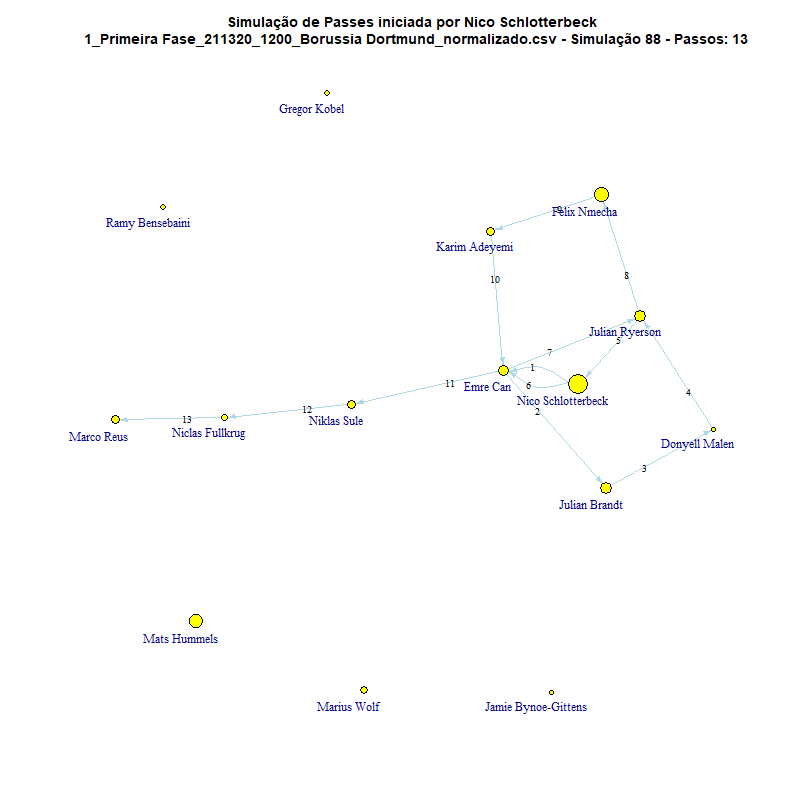 Simulação de Passes iniciada por Nico Schlotterbeck
1_Primeira Fase_211320_1200_Borussia Dortmund_normalizado.csv - Simulação 88 - Passos: 13
Gregor Kobel
Ramy Bensebaini
9
Felix Nmecha
Karim Adeyemi
8
10
Julian Ryerson
5
7
1
11
6
Emre Can
4
Nico Schlotterbeck
12
2
13
Niklas Sule
Niclas Fullkrug
Marco Reus
Donyell Malen
3
Julian Brandt
Mats Hummels
Marius Wolf
Jamie Bynoe-Gittens